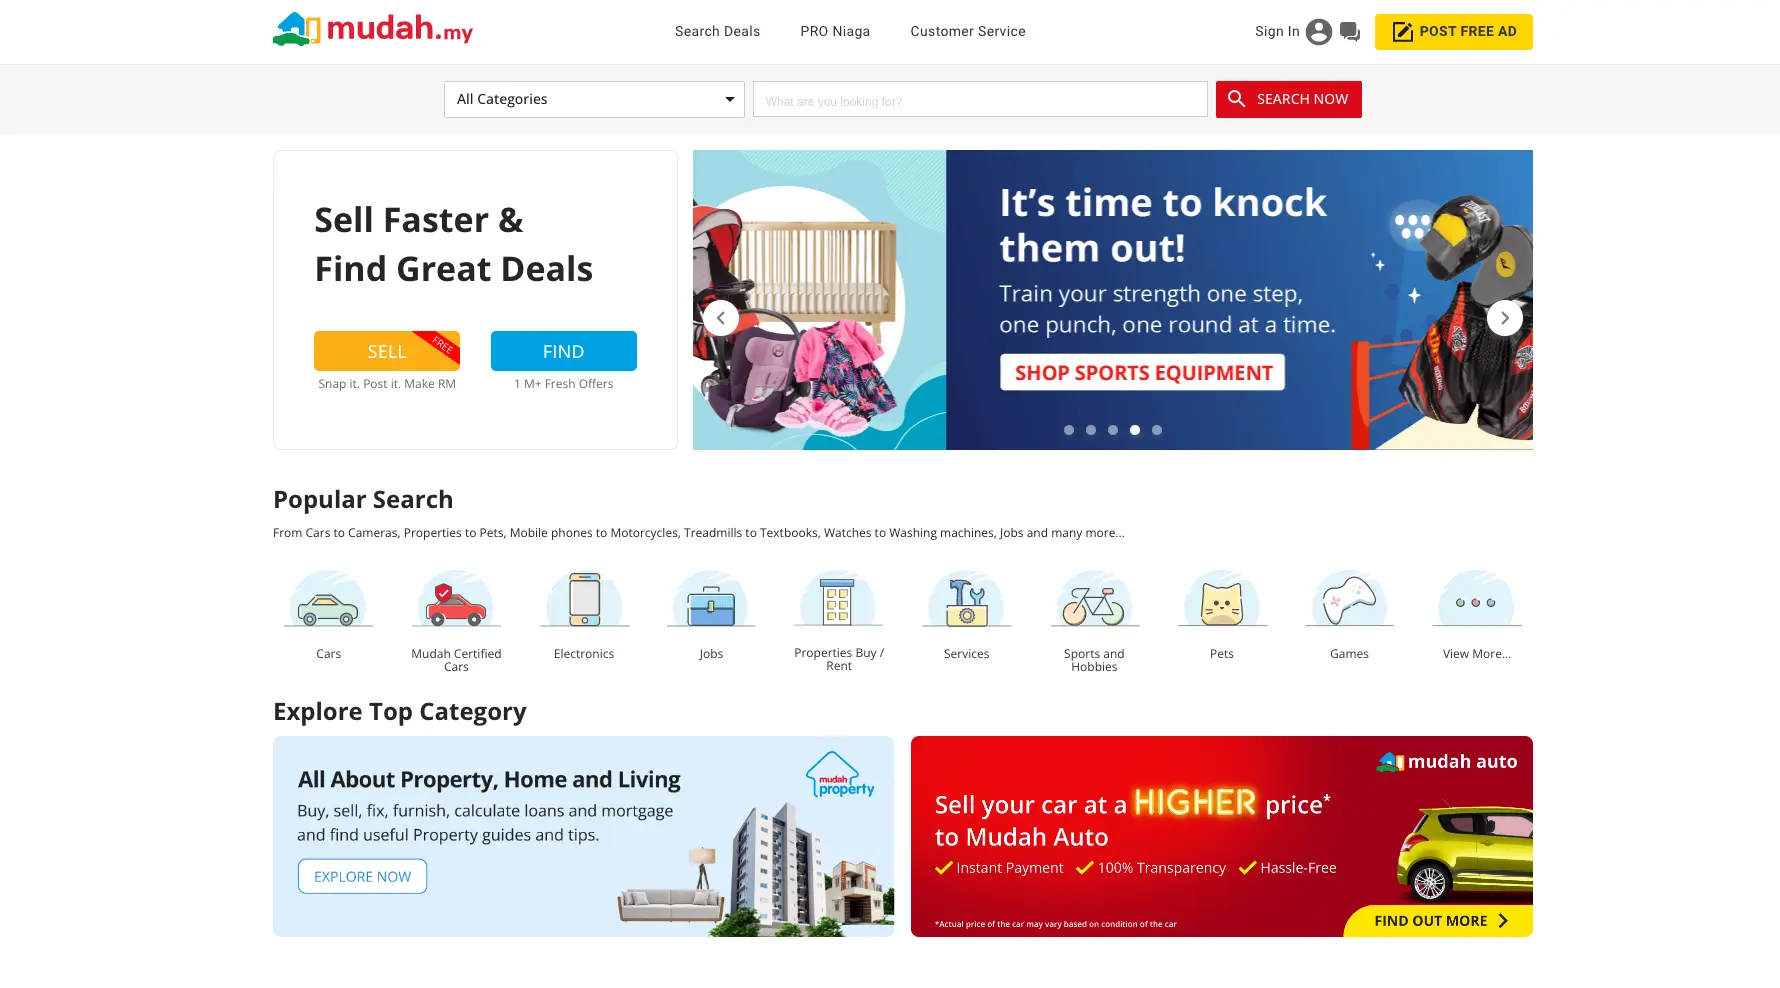 mudah.my
Search Deals
PRO Niaga
Customer Service
Sign In
POST FREE AD
All Categories
What are you looking for?
SEARCH NOW
Sell Faster &
Find Great Deals
SELL
FREE
FIND
Snap it. Post it. Make RM
1 M+ Fresh Offers
It's time to knock
them out!
Train your strength one step,
one punch, one round at a time.
SHOP SPORTS EQUIPMENT
Popular Search
From Cars to Cameras, Properties to Pets, Mobile phones to Motorcycles, Treadmills to Textbooks, Watches to Washing machines, Jobs and many more...
Cars
Mudah Certified
Cars
Electronics
Jobs
Properties Buy /
Rent
Services
Sports and
Hobbies
Pets
Games
View More...
Explore Top Category
All About Property, Home and Living
Buy, sell, fix, furnish, calculate loans and mortgage
and find useful Property guides and tips.
EXPLORE NOW
mudah
property
mudah auto
Sell your car at a HIGHER price*
to Mudah Auto
Instant Payment
100% Transparency
Hassle-Free
*Actual price of the car may vary based on condition of the car
FIND OUT MORE